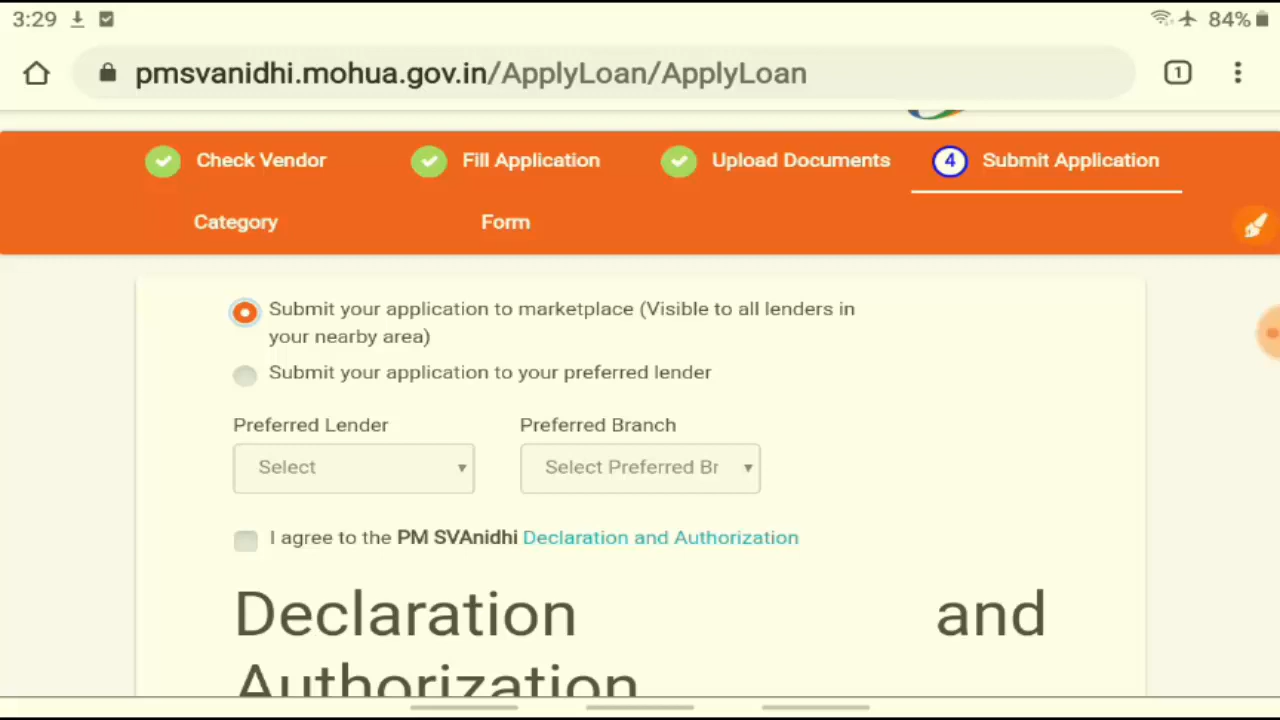 3:29 84%
pmsvanidhi.mohua.gov.in/ApplyLoan/ApplyLoan 1
Check Vendor Fill Application Upload Documents 4 Submit Application
Category Form
Submit your application to marketplace (Visible to all lenders in
your nearby area)
Submit your application to your preferred lender
Preferred Lender Preferred Branch
Select Select Preferred Br
I agree to the PM SVAnidhi Declaration and Authorization
Declaration and
Authorization